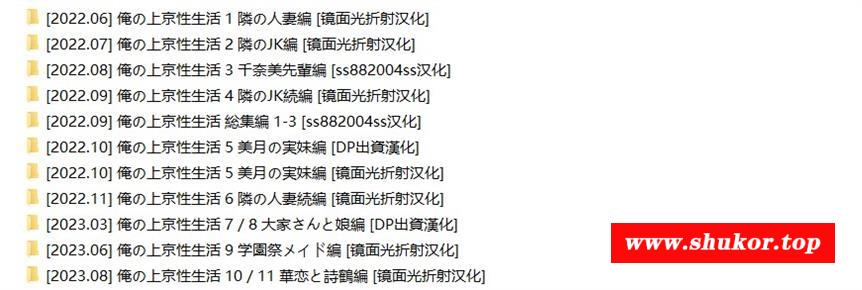 [2022.06] 俺の上京性生活 1 隣の人妻編 [镜面光折射汉化]
[2022.07] 俺の上京性生活 2 隣のJK編 [镜面光折射汉化]
[2022.08] 俺の上京性生活 3 千奈美先輩編 [ss882004ss汉化]
[2022.09] 俺の上京性生活 4 隣のJK続編 [镜面光折射汉化]
[2022.09] 俺の上京性生活 総集編 1-3 [ss882004ss汉化]
[2022.10] 俺の上京性生活 5 美月の実妹編 [DP出資漢化]
[2022.10] 俺の上京性生活 5 美月の実妹編 [镜面光折射汉化]
[2022.11] 俺の上京性生活 6 隣の人妻続編 [镜面光折射汉化]
[2023.03] 俺の上京性生活 7 / 8 大家さんと娘編 [DP出資漢化]
[2023.06] 俺の上京性生活 9 学園祭メイド編 [镜面光折射汉化]
[2023.08] 俺の上京性生活 10 / 11 華恋と詩鶴編 [镜面光折射汉化]
www.shukor.top